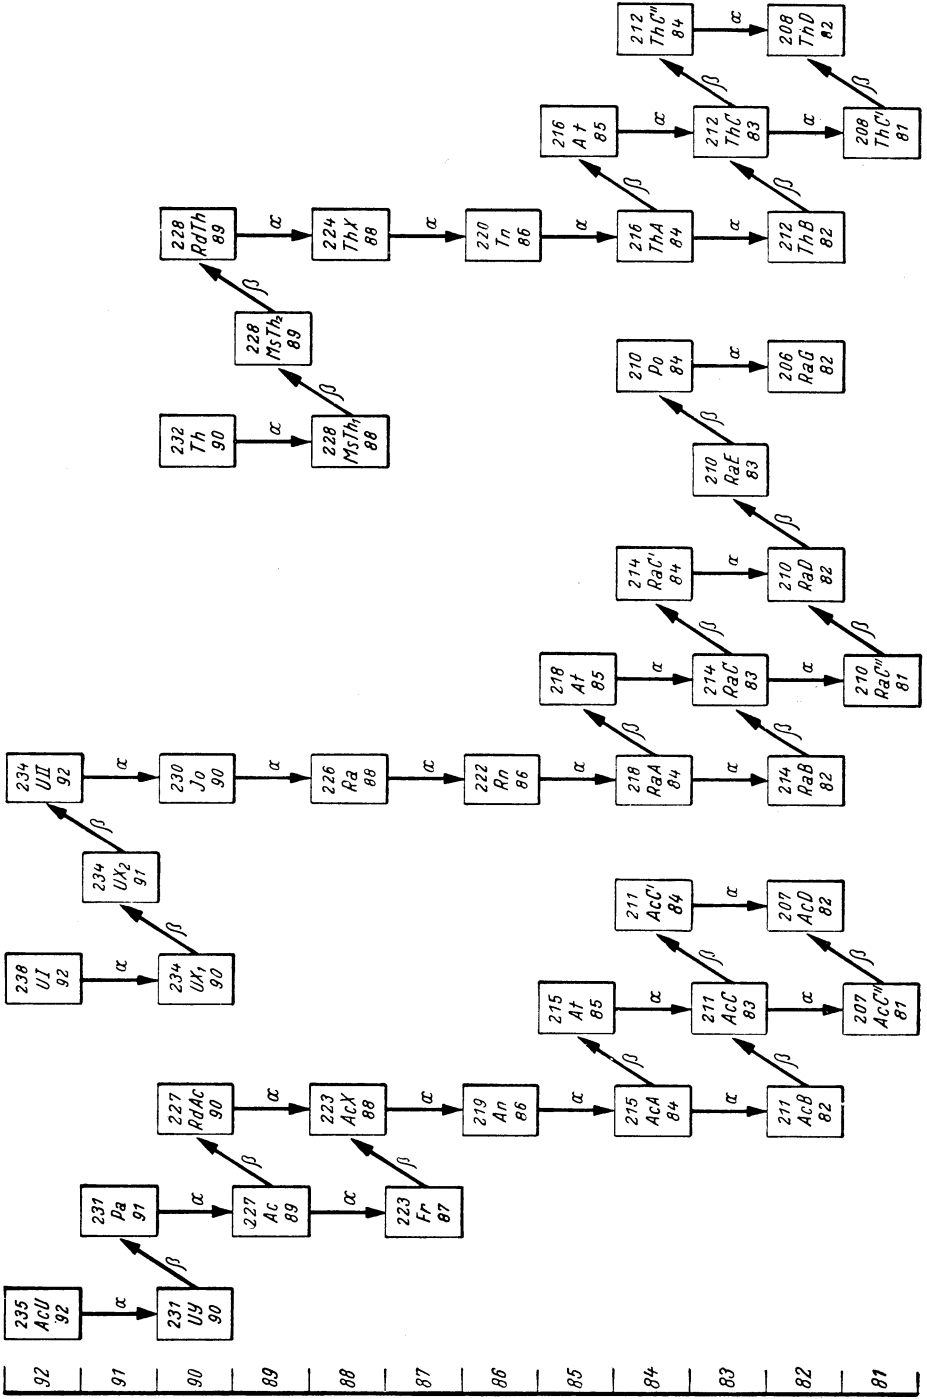 92
235
AcU
92
238
UI
92
234
UII
92
α
β
α
β
α
91
231
Pa
91
234
UX₂
91
β
α
β
90
231
UY
90
227
RdAc
90
234
UX₁
90
230
Jo
90
232
Th
90
228
RdTh
89
β
α
α
α
β
α
89
227
Ac
89
228
MsTh₂
89
α
β
88
223
AcX
88
226
Ra
88
228
MsTh₁
88
224
ThX
88
β
α
α
α
87
223
Fr
87
86
219
An
86
222
Rn
86
220
Tn
86
α
α
α
85
215
At
85
218
At
85
216
At
85
β
α
β
α
β
α
84
215
AcA
84
211
AcC'
84
218
RaA
84
214
RaC'
84
210
Po
84
216
ThA
84
212
ThC"
84
α
β
α
α
β
α
β
α
α
β
α
83
211
AcC
83
214
RaC
83
210
RaE
83
212
ThC
83
β
α
β
α
β
β
α
82
211
AcB
82
207
AcD
82
214
RaB
82
210
RaD
82
206
RaG
82
212
ThB
82
208
ThD
82
β
β
β
81
207
AcC"
81
210
RaC"
81
208
ThC'
81